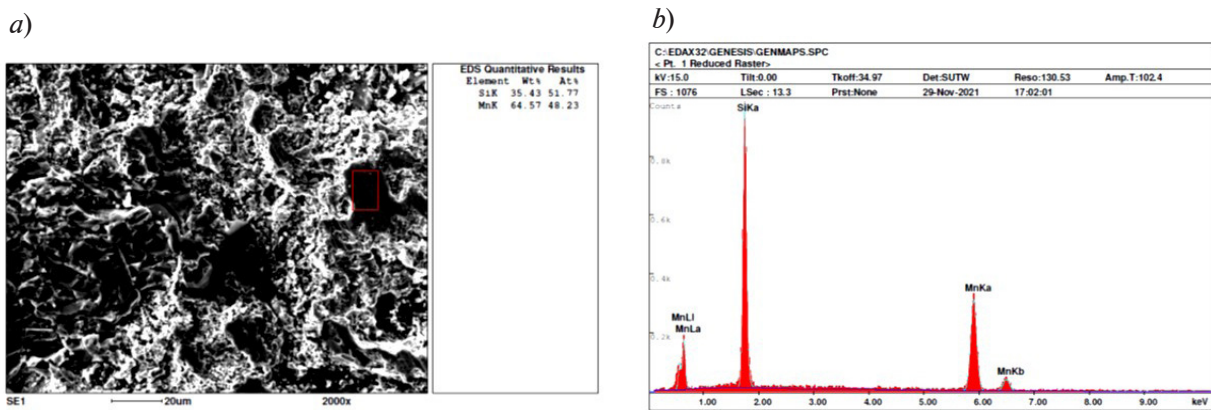 a)
EDS Quantitative Results
Element Wt% At%
SiK 35.43 51.77
MnK 64.57 48.23
SE1 20um 2000x
b)
C:\EDAX32\GENESIS\GENMAPS.SPC
< Pt. 1 Reduced Raster>
kV:15.0 Tilt:0.00 Tkoff:34.97 Det:SUTW Reso:130.53 Amp.T:102.4
FS : 1076 LSec : 13.3 Prst:None 29-Nov-2021 17:02:01
Counts
SiKa
0.8k
0.6k
0.4k
MnKa
MnLl
MnLa
0.2k
MnKb
1.00 2.00 3.00 4.00 5.00 6.00 7.00 8.00 9.00 keV